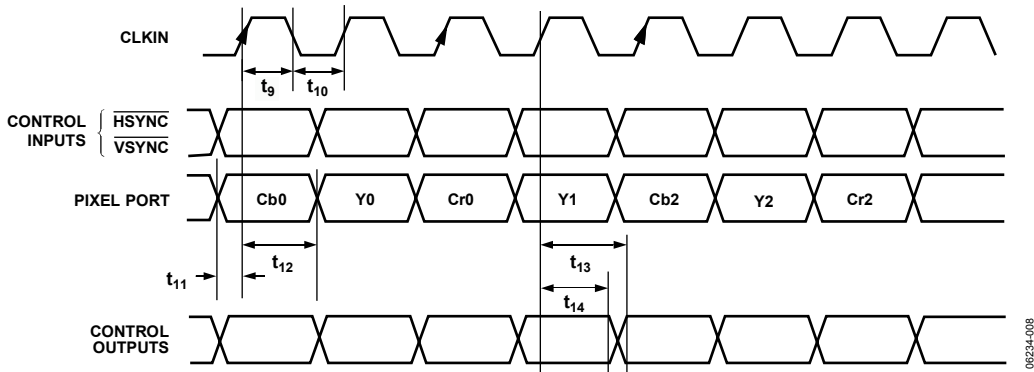 CLKIN
t9
t10
CONTROL
INPUTS
HSYNC
VSYNC
PIXEL PORT
Cb0
Y0
Cr0
Y1
Cb2
Y2
Cr2
t11
t12
t13
t14
CONTROL
OUTPUTS
06234-008